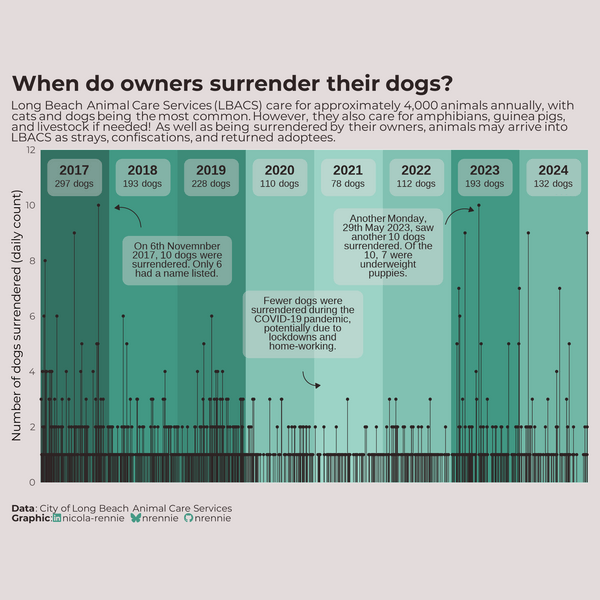 When do owners surrender their dogs?
Long Beach Animal Care Services (LBACS) care for approximately 4,000 animals annually, with
cats and dogs being the most common. However, they also care for amphibians, guinea pigs,
and livestock if needed! As well as being surrendered by their owners, animals may arrive into
LBACS as strays, confiscations, and returned adoptees.
Number of dogs surrendered (daily count)
12
10
8
6
4
2
0
2017
297 dogs
2018
193 dogs
2019
228 dogs
2020
110 dogs
2021
78 dogs
2022
112 dogs
2023
193 dogs
2024
132 dogs
On 6th Novemnber
2017, 10 dogs were
surrendered. Only 6
had a name listed.
Fewer dogs were
surrendered during the
COVID-19 pandemic,
potentially due to
lockdowns and
home-working.
Another Monday,
29th May 2023, saw
another 10 dogs
surrendered. Of the
10, 7 were
underweight
puppies.
Data: City of Long Beach Animal Care Services
Graphic: nicola-rennie nrennie nrennie